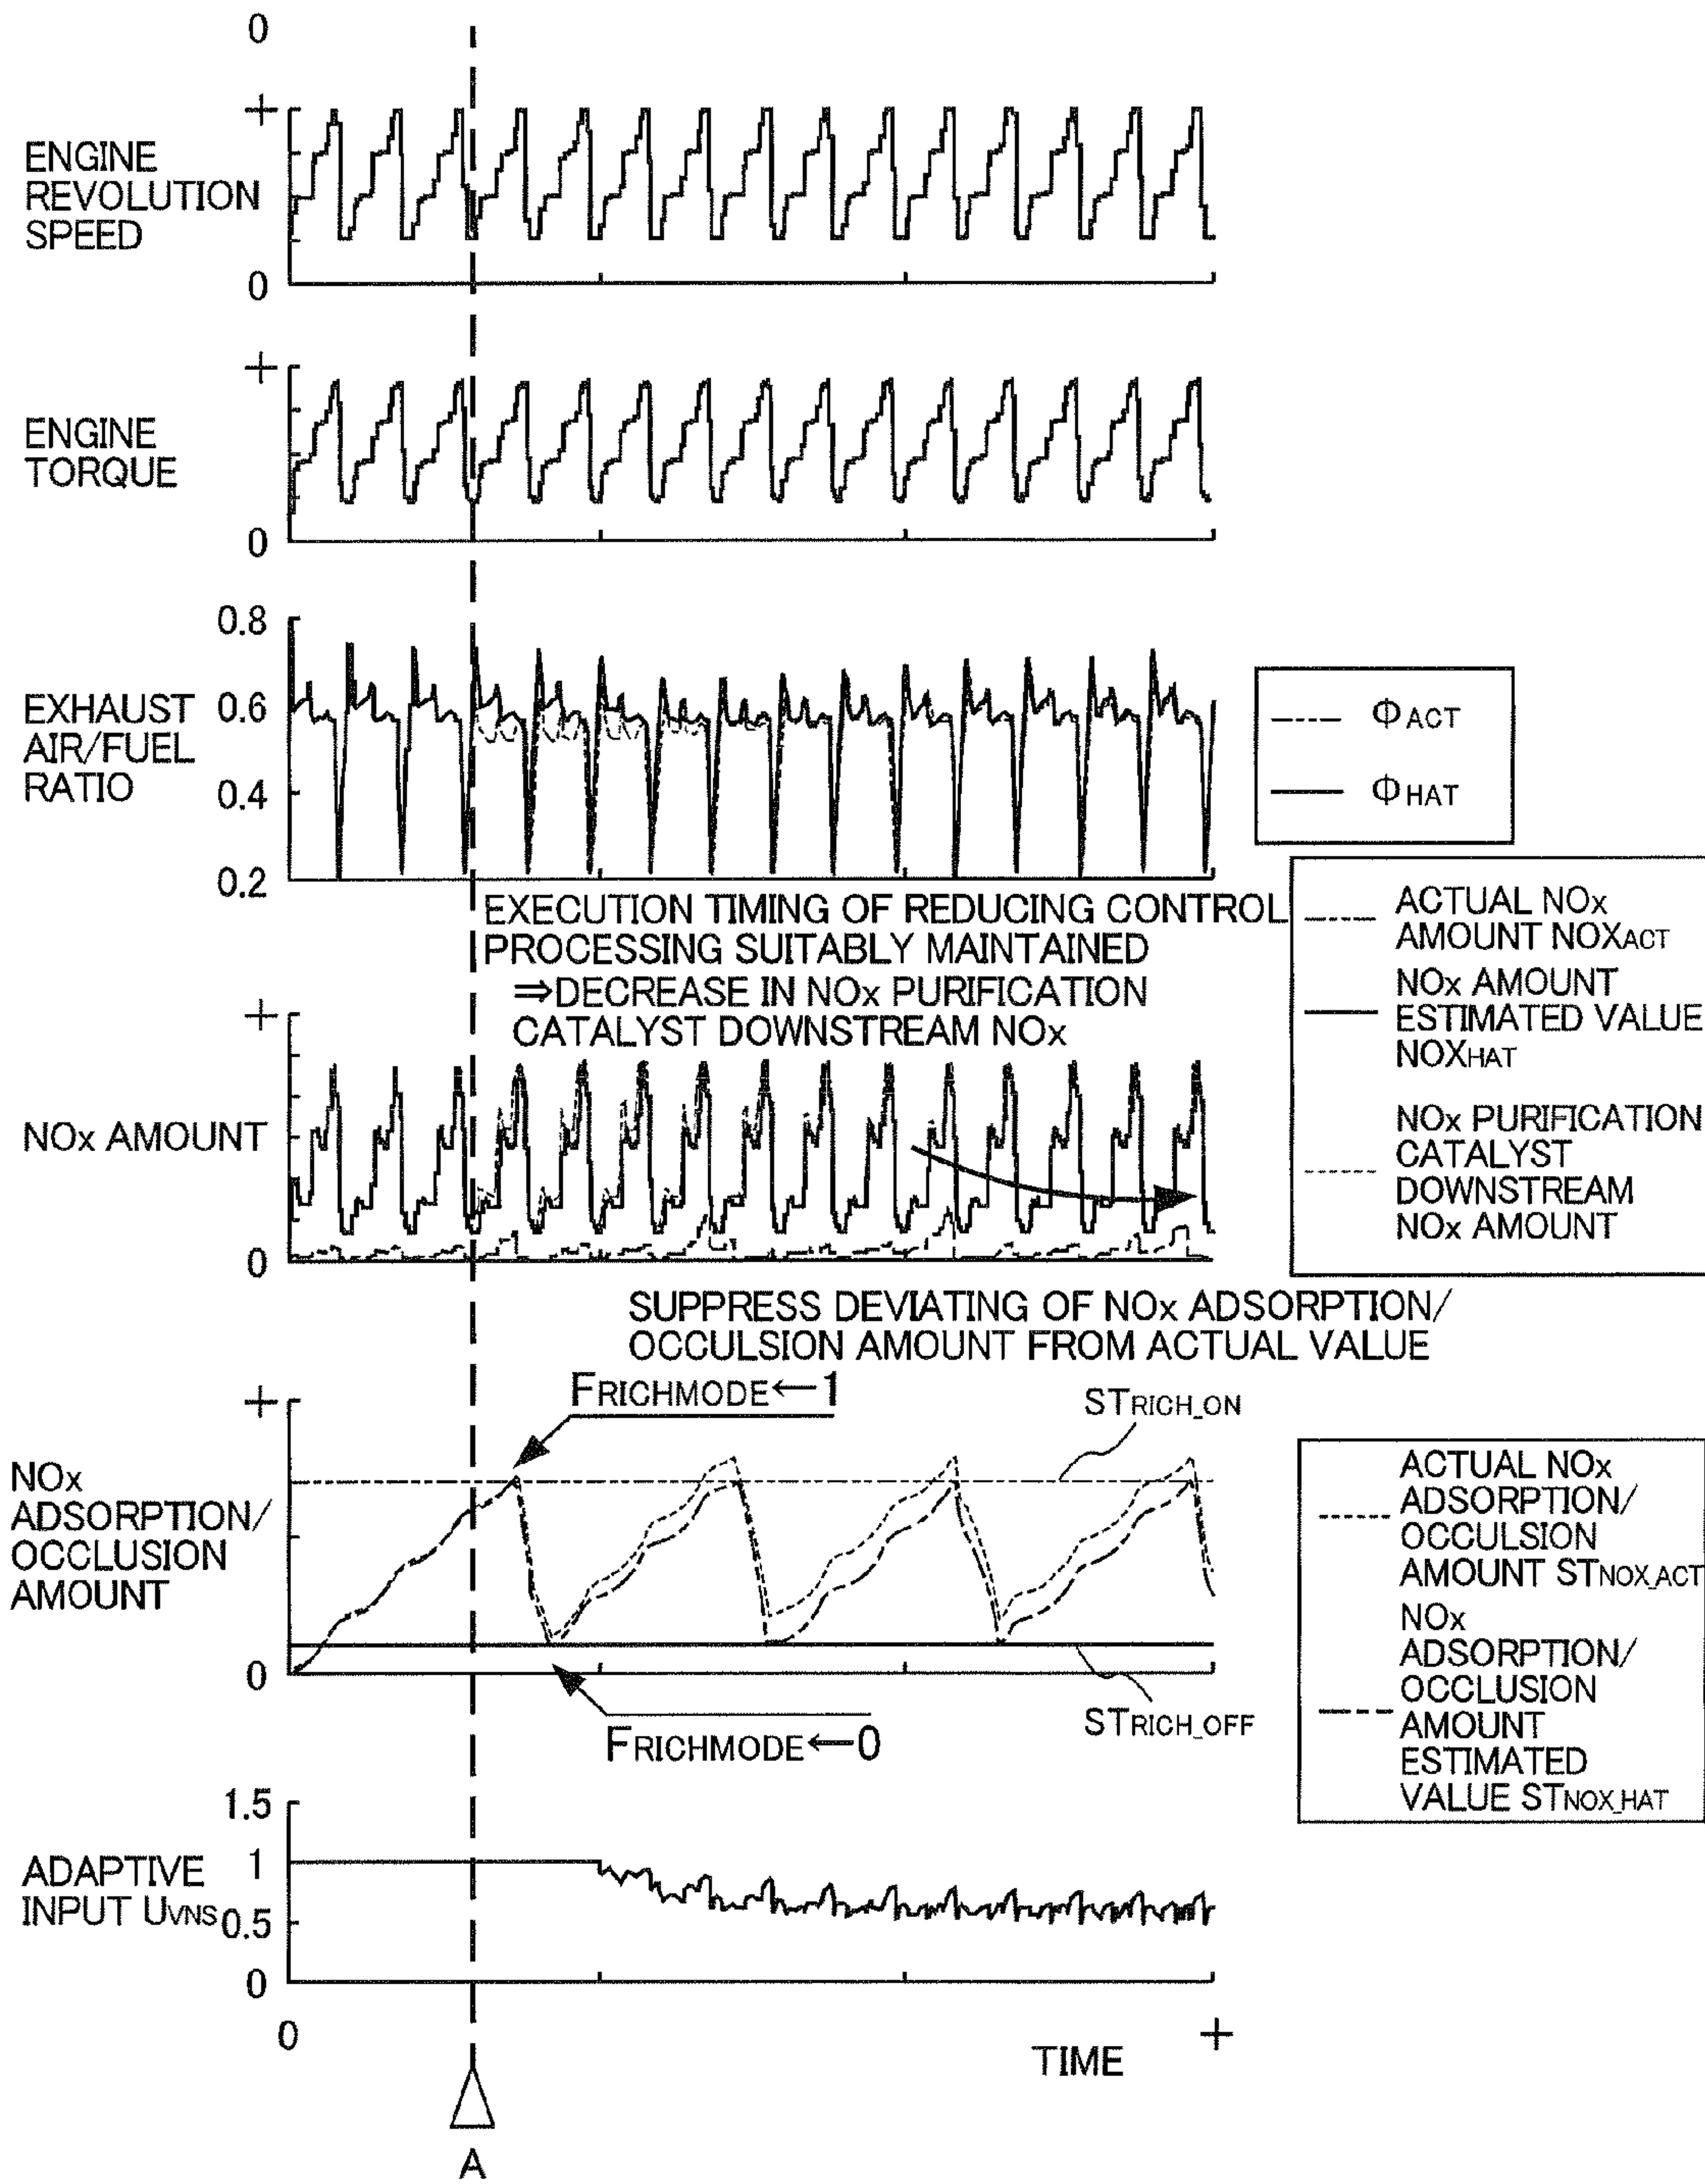 0
+
ENGINE
REVOLUTION
SPEED
0
+
ENGINE
TORQUE
0
0.8
EXHAUST
AIR/FUEL
RATIO
0.6
0.4
0.2
ΦACT
ΦHAT
EXECUTION TIMING OF REDUCING CONTROL
PROCESSING SUITABLY MAINTAINED
⇒DECREASE IN NOx PURIFICATION
CATALYST DOWNSTREAM NOx
+
NOx AMOUNT
0
ACTUAL NOx
AMOUNT NOXACT
NOx AMOUNT
ESTIMATED VALUE
NOXHAT
NOx PURIFICATION
CATALYST
DOWNSTREAM
NOx AMOUNT
SUPPRESS DEVIATING OF NOx ADSORPTION/
OCCULSION AMOUNT FROM ACTUAL VALUE
FRICHMODE←1
STRICH_ON
+
NOx
ADSORPTION/
OCCLUSION
AMOUNT
0
FRICHMODE←0
STRICH_OFF
ACTUAL NOx
ADSORPTION/
OCCULSION
AMOUNT STNOX_ACT
NOx
ADSORPTION/
OCCLUSION
AMOUNT
ESTIMATED
VALUE STNOX_HAT
1.5
ADAPTIVE
INPUT UVNS
1
0.5
0
0
TIME
+
A